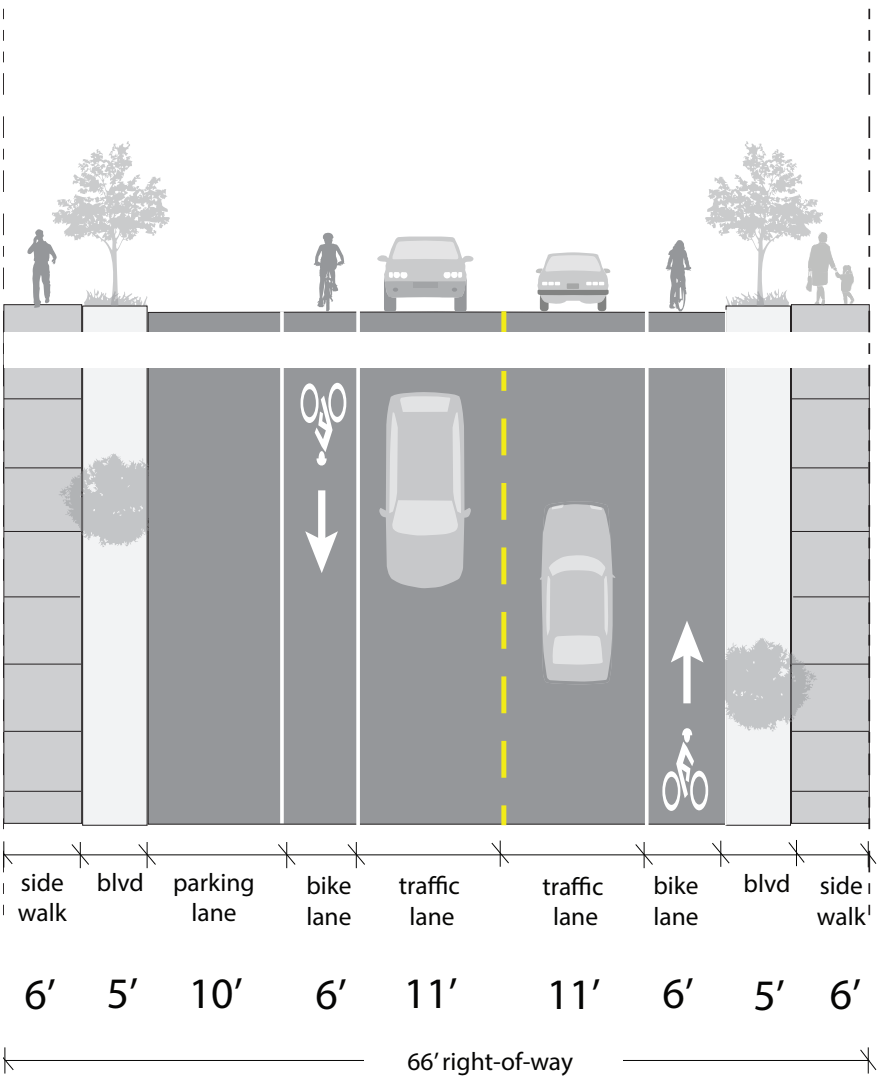 side walk
blvd
parking lane
bike lane
traffic lane
traffic lane
bike lane
blvd
side walk
6’ 5’ 10’ 6’ 11’ 11’ 6’ 5’ 6’
66’ right-of-way